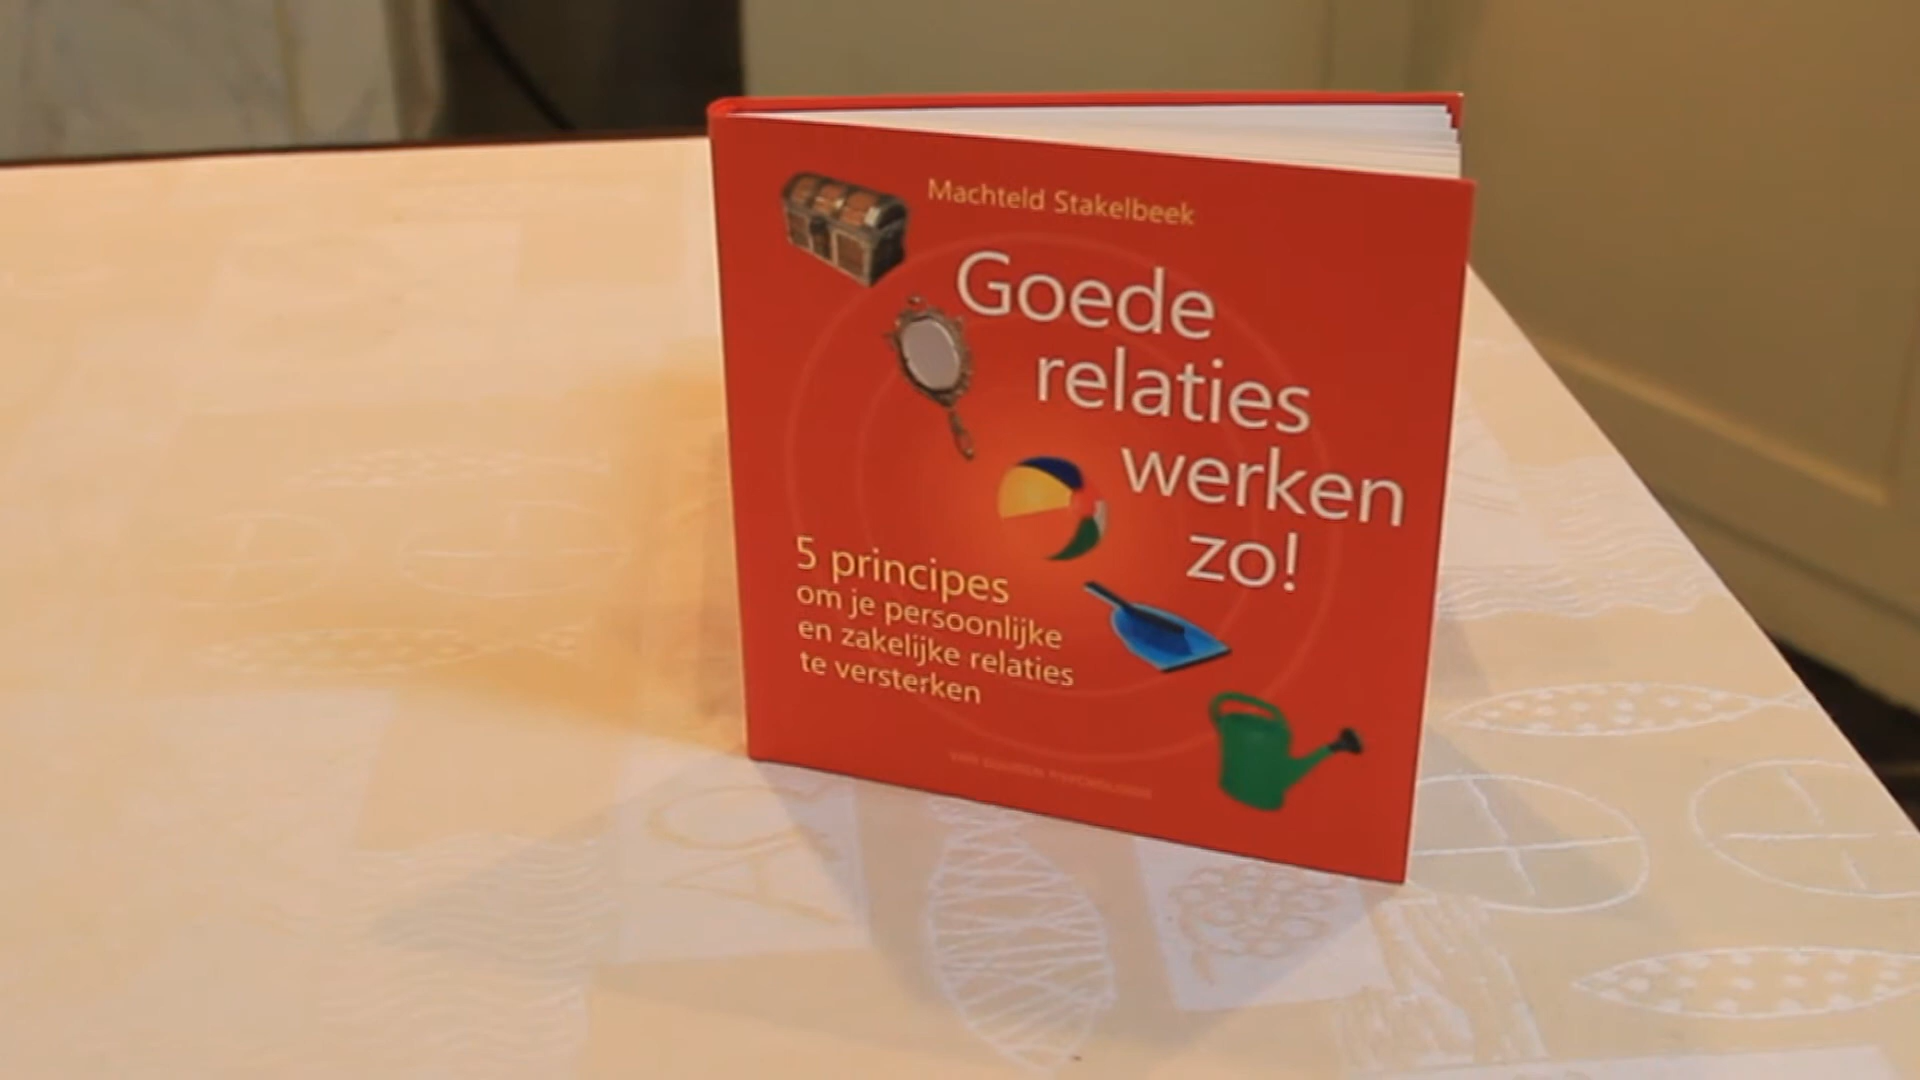 Machteld Stakelbeek
Goede
relaties
werken
zo!
5 principes
om je persoonlijke
en zakelijke relaties
te versterken